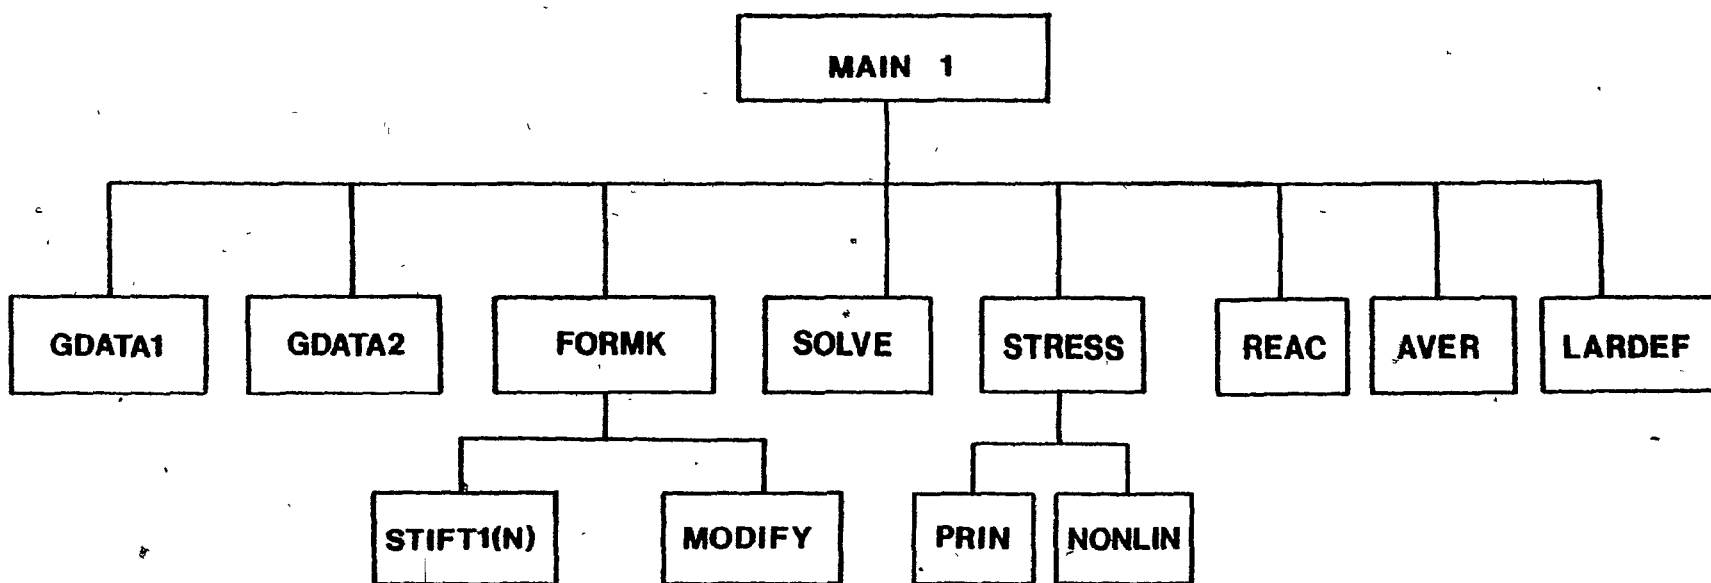 MAIN 1
GDATA1
GDATA2
FORMK
SOLVE
STRESS
REAC
AVER
LARDEF
STIFT1(N)
MODIFY
PRIN
NONLIN